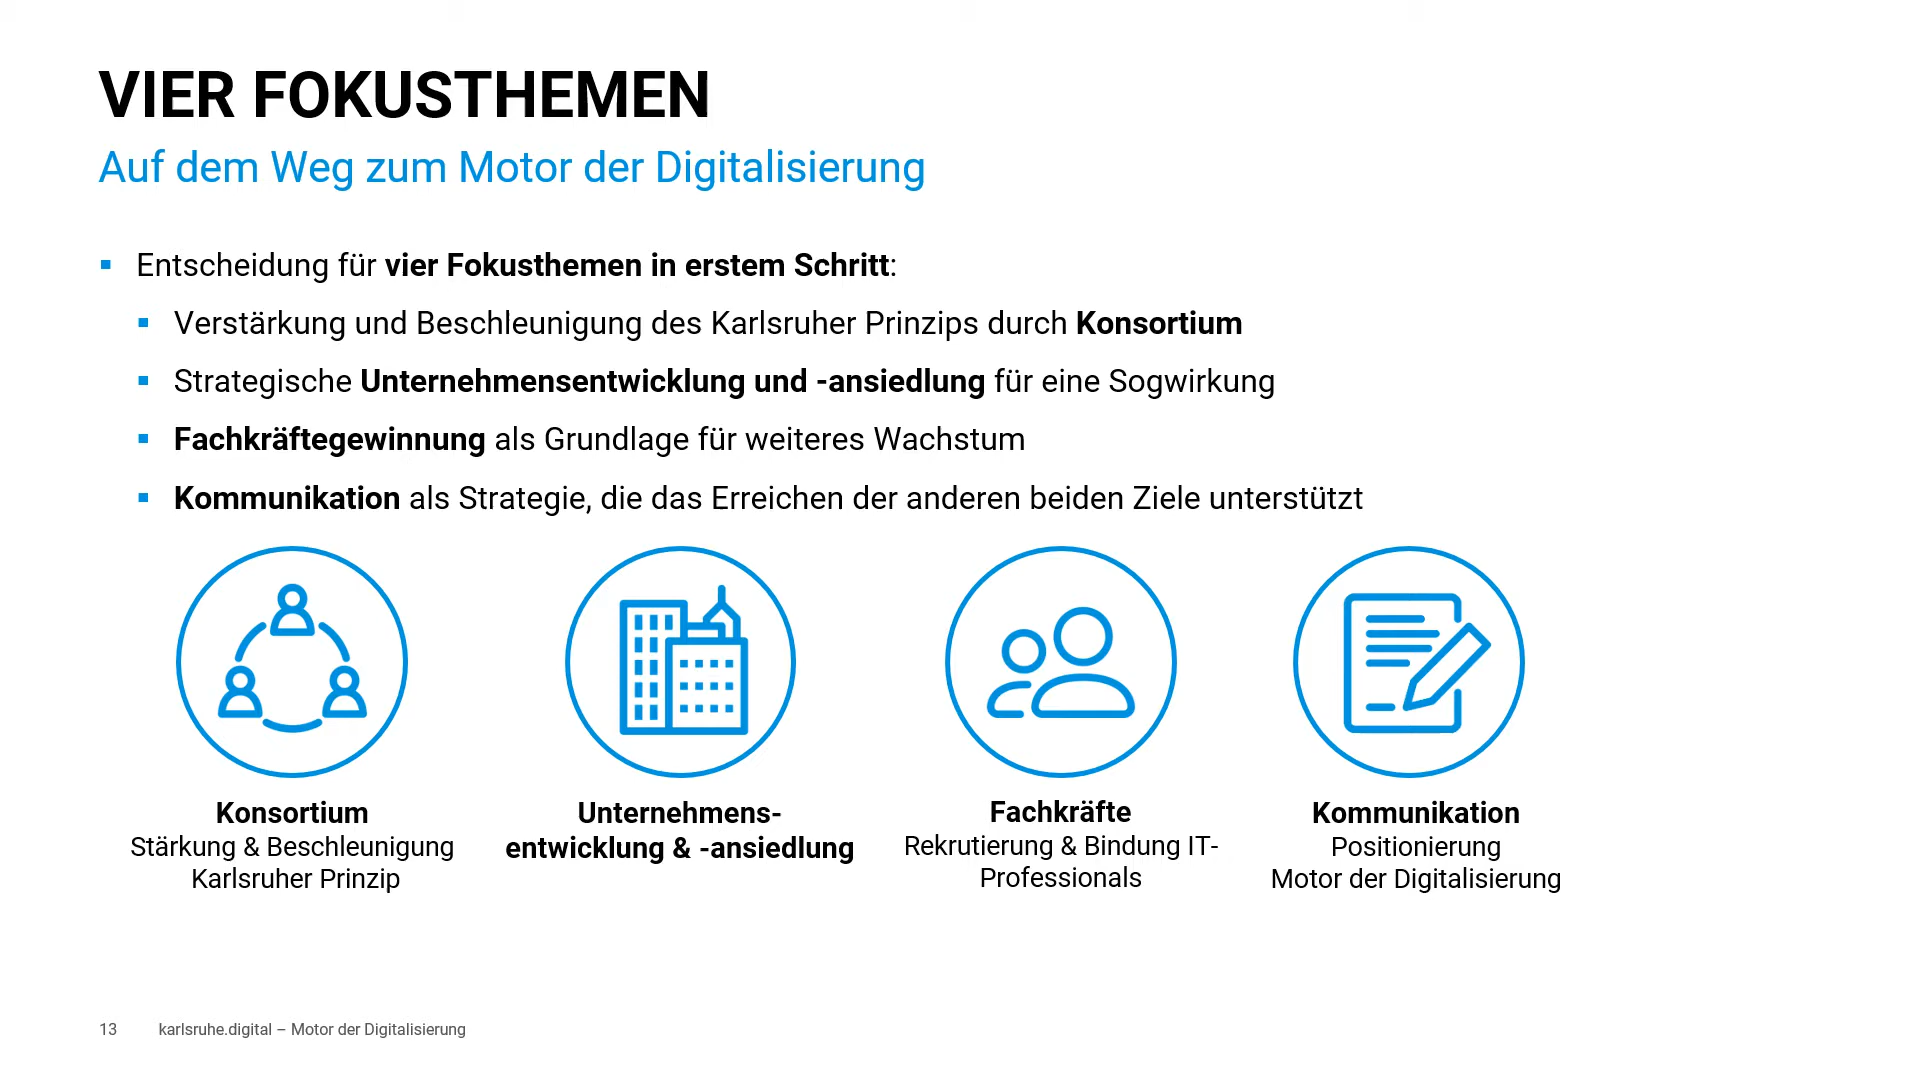 VIER FOKUSTHEMEN
Auf dem Weg zum Motor der Digitalisierung
Entscheidung für vier Fokusthemen in erstem Schritt:
Verstärkung und Beschleunigung des Karlsruher Prinzips durch Konsortium
Strategische Unternehmensentwicklung und -ansiedlung für eine Sogwirkung
Fachkräftegewinnung als Grundlage für weiteres Wachstum
Kommunikation als Strategie, die das Erreichen der anderen beiden Ziele unterstützt
Konsortium
Stärkung & Beschleunigung
Karlsruher Prinzip
Unternehmens-
entwicklung & -ansiedlung
Fachkräfte
Rekrutierung & Bindung IT-
Professionals
Kommunikation
Positionierung
Motor der Digitalisierung
13 karlsruhe.digital – Motor der Digitalisierung